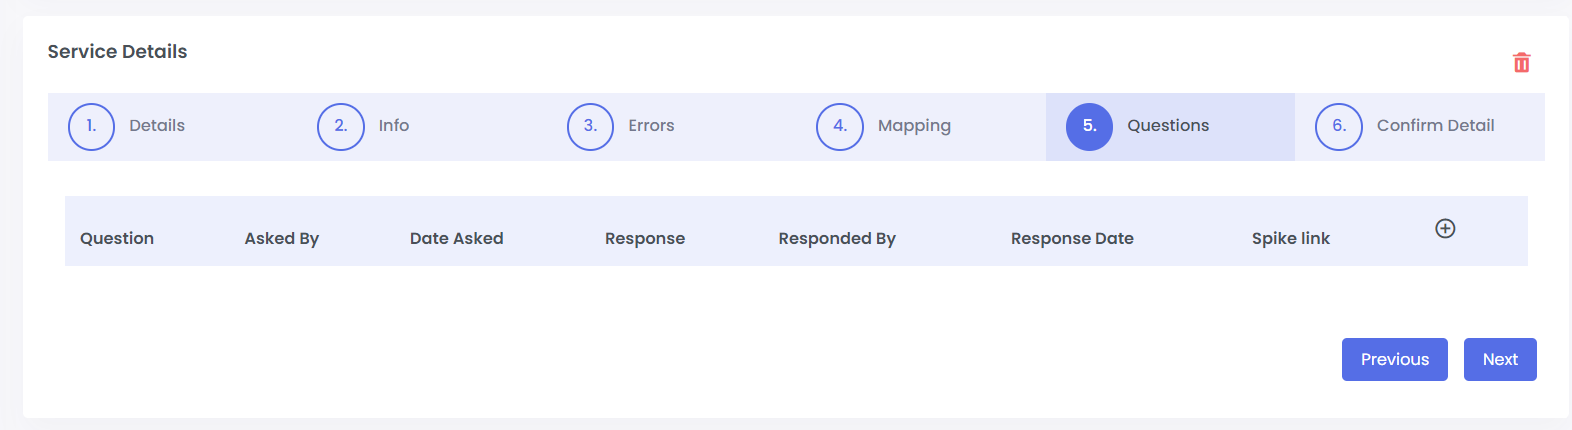 Service Details
1. Details 2. Info 3. Errors 4. Mapping 5. Questions 6. Confirm Detail
Question Asked By Date Asked Response Responded By Response Date Spike link
Previous Next